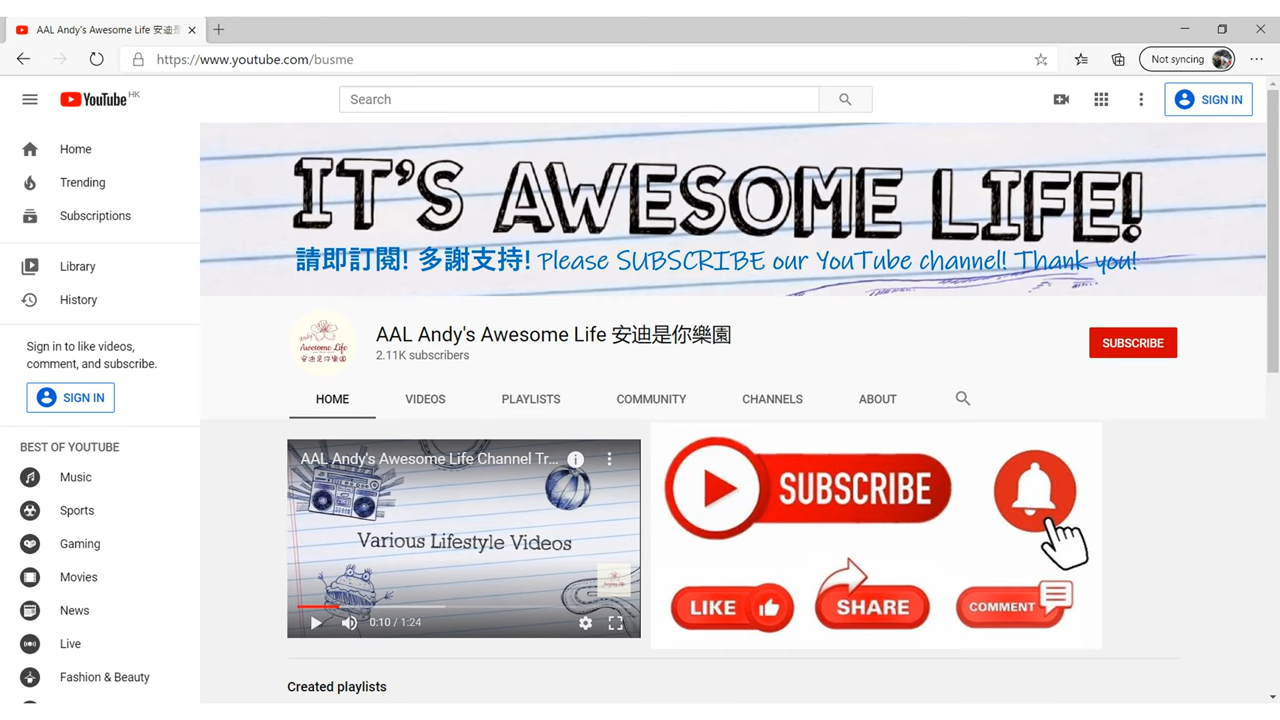 AAL Andy's Awesome Life 安迪是
https://www.youtube.com/busme
Not syncing
YouTube HK
Search
SIGN IN
Home
Trending
Subscriptions
Library
History
Sign in to like videos,
comment, and subscribe.
SIGN IN
BEST OF YOUTUBE
Music
Sports
Gaming
Movies
News
Live
Fashion & Beauty
IT'S AWESOME LIFE!
請即訂閱! 多謝支持! Please SUBSCRIBE our YouTube channel! Thank you!
Andy's
Awesome Life
安迪是你樂園
AAL Andy's Awesome Life 安迪是你樂園
2.11K subscribers
SUBSCRIBE
HOME VIDEOS PLAYLISTS COMMUNITY CHANNELS ABOUT
AAL Andy's Awesome Life Channel Tr...
Various Lifestyle Videos
0:10 / 1:24
SUBSCRIBE
LIKE SHARE COMMENT
Created playlists